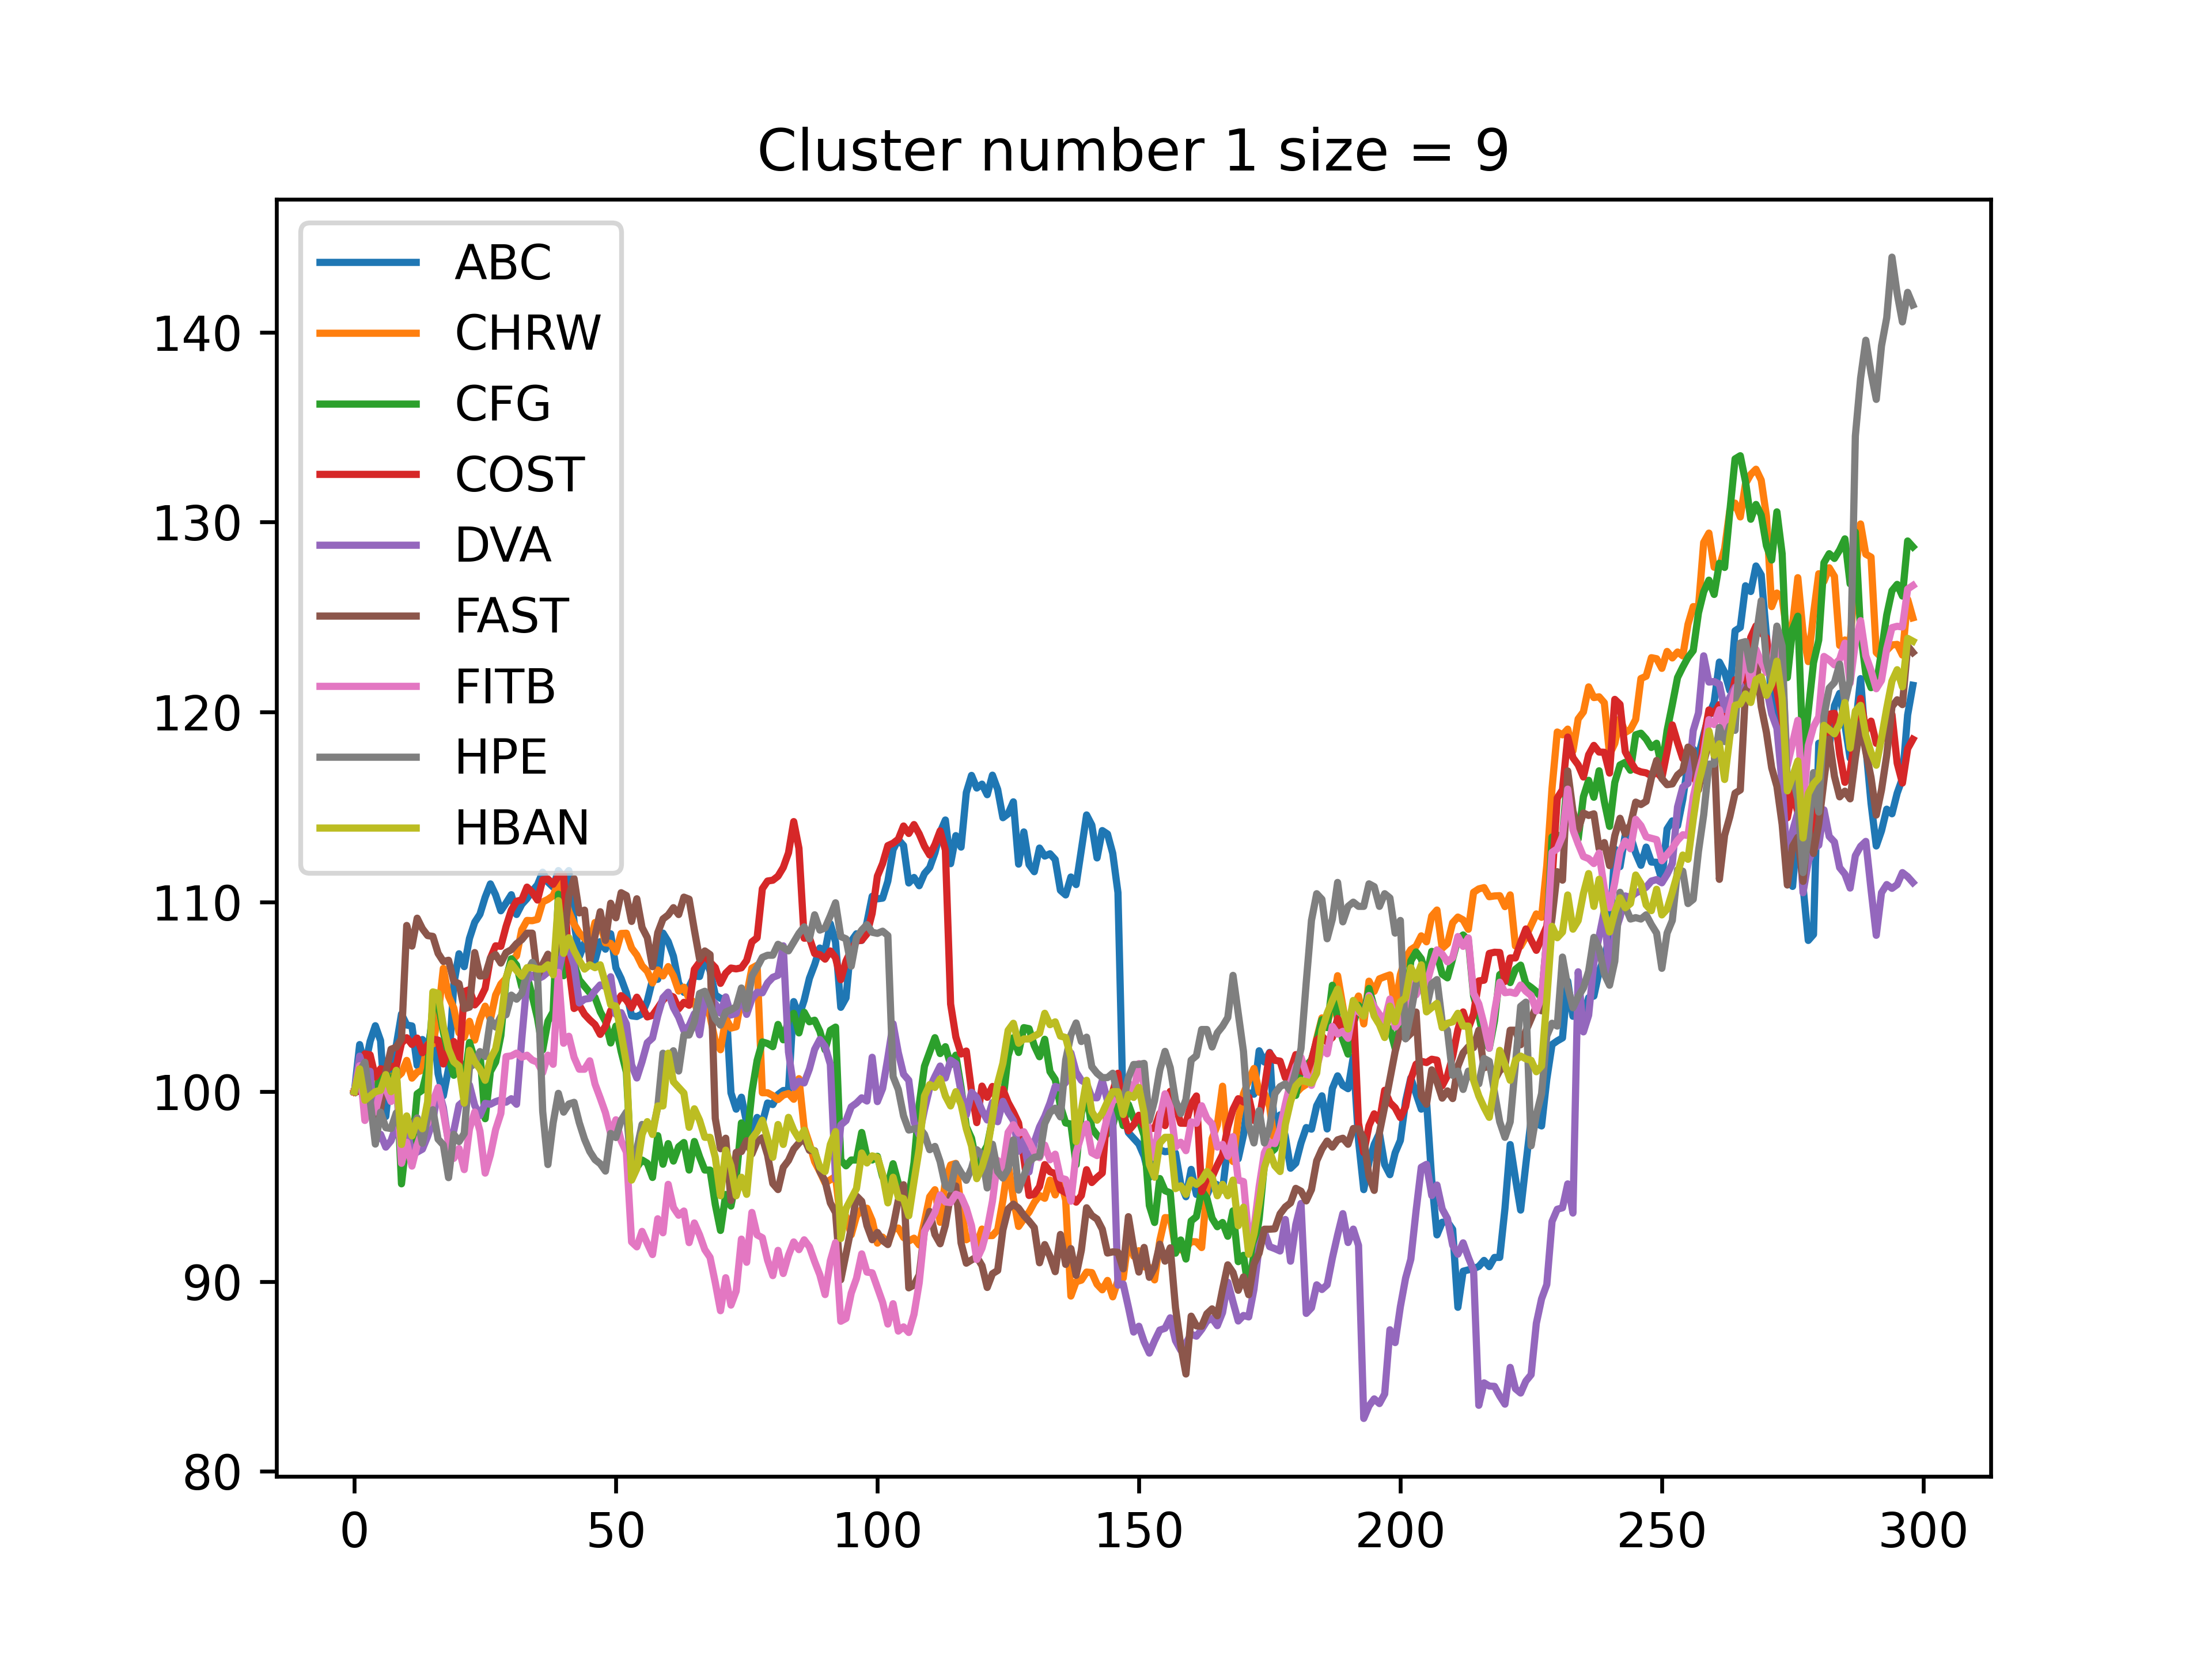 Cluster number 1 size = 9
ABC
CHRW
CFG
COST
DVA
FAST
FITB
HPE
HBAN
140
130
120
110
100
90
80
0 50 100 150 200 250 300